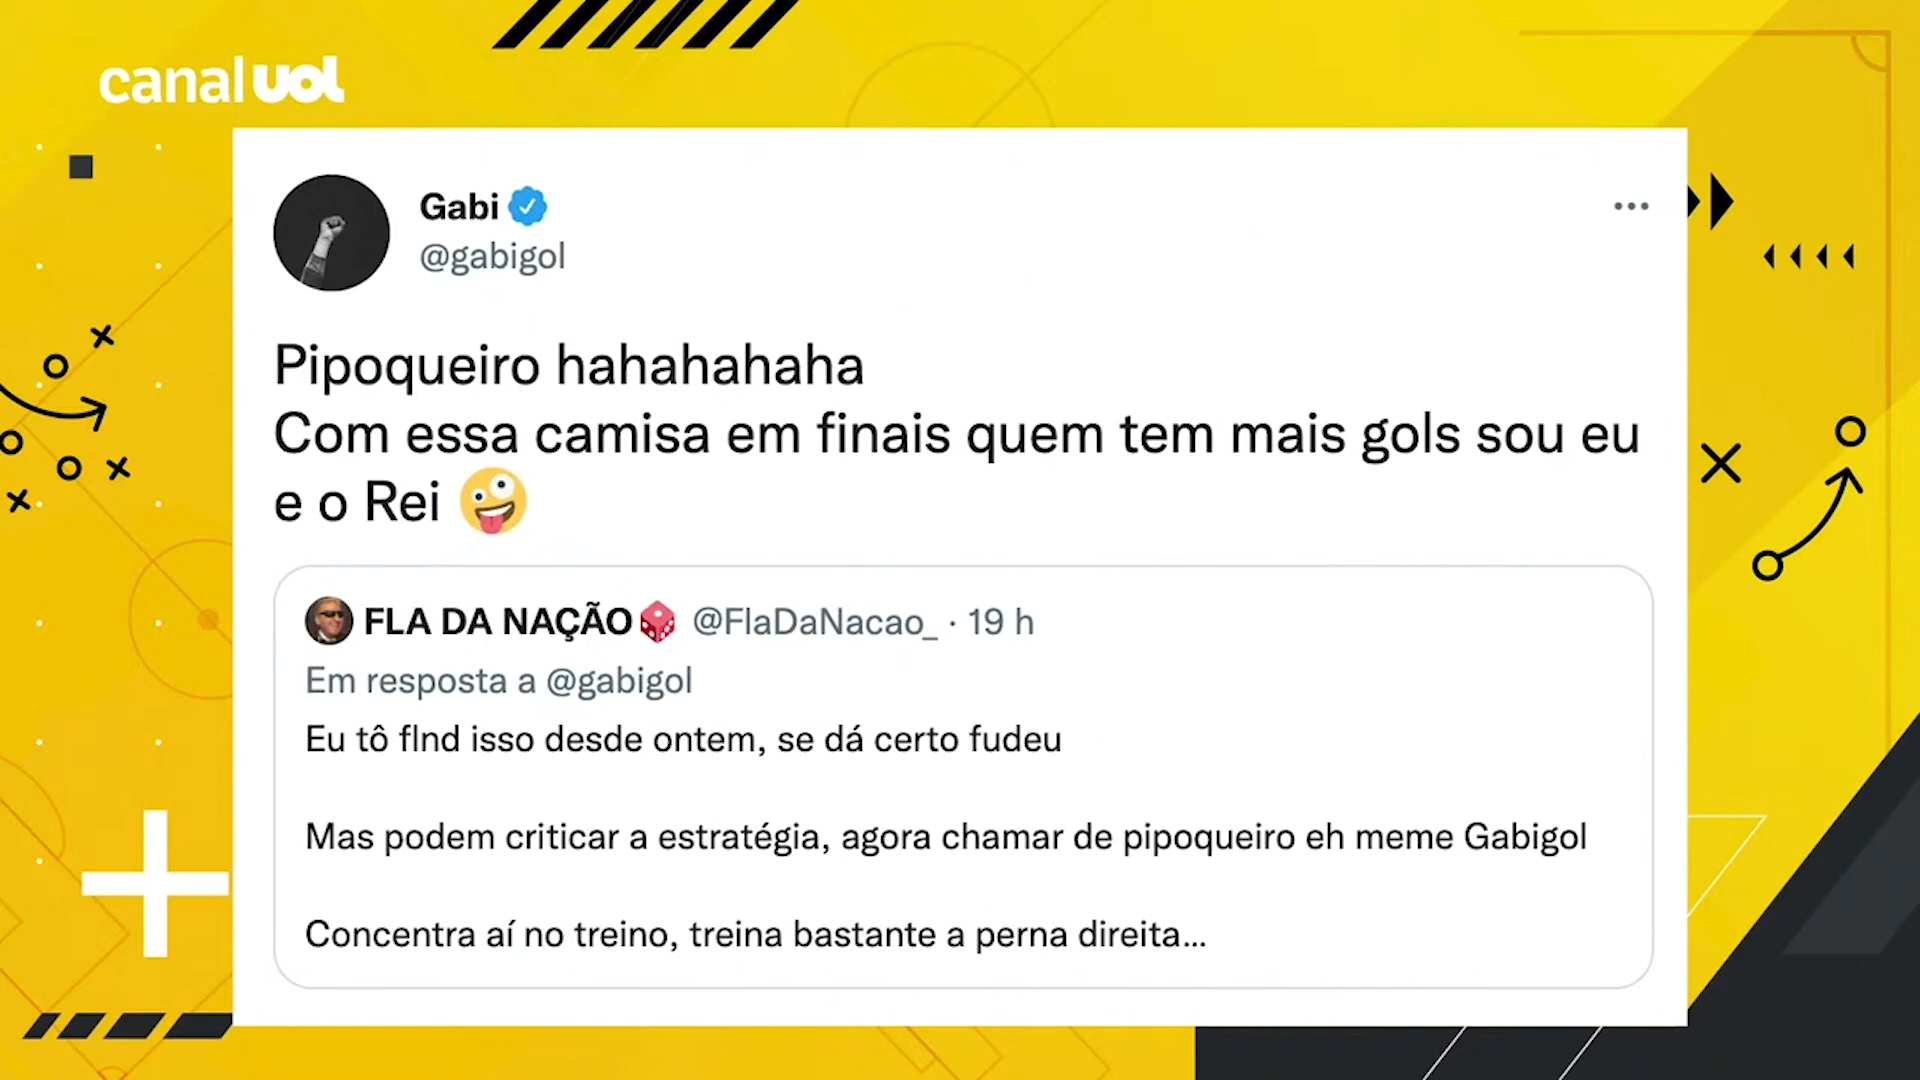 canal uol
Gabi
@gabigol
Pipoqueiro hahahahaha
Com essa camisa em finais quem tem mais gols sou eu
e o Rei 🤪
FLA DA NAÇÃO🎲 @FlaDaNacao_ · 19 h
Em resposta a @gabigol
Eu tô flnd isso desde ontem, se dá certo fudeu
Mas podem criticar a estratégia, agora chamar de pipoqueiro eh meme Gabigol
Concentra aí no treino, treina bastante a perna direita...